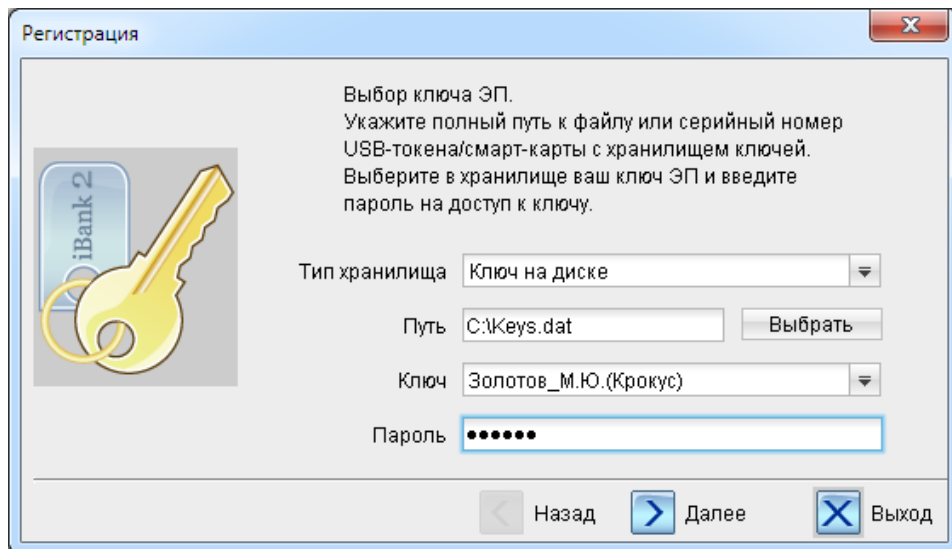 Регистрация
Выбор ключа ЭП.
Укажите полный путь к файлу или серийный номер
USB-токена/смарт-карты с хранилищем ключей.
Выберите в хранилище ваш ключ ЭП и введите
пароль на доступ к ключу.
iBank 2
Тип хранилища Ключ на диске
Путь C:\Keys.dat Выбрать
Ключ Золотов_М.Ю.(Крокус)
Пароль ••••••
Назад Далее Выход